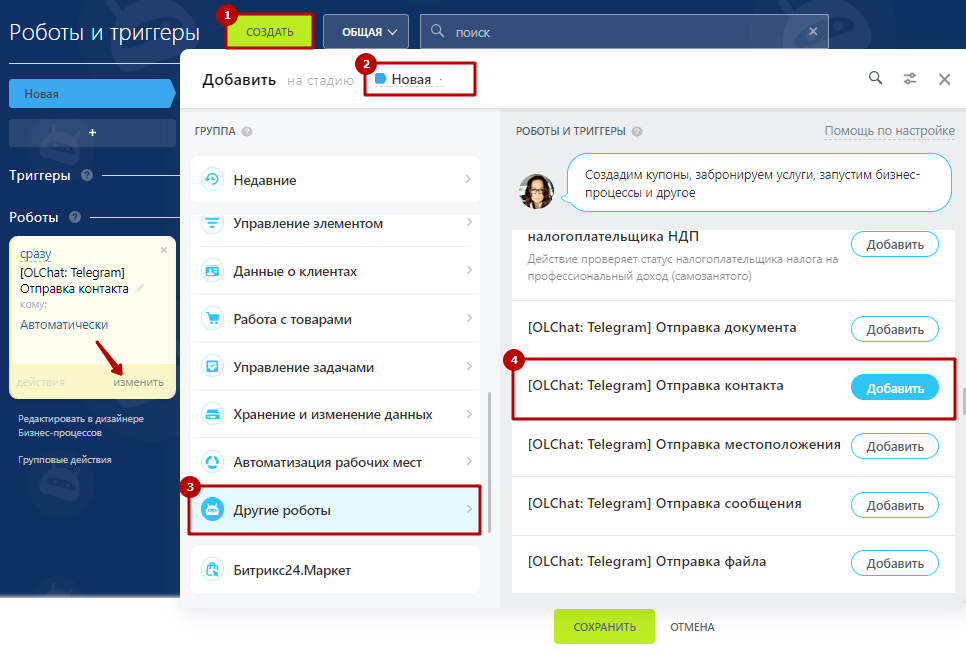 Роботы и триггеры
1
СОЗДАТЬ
ОБЩАЯ
поиск
Новая
+
Триггеры ?
Роботы ?
сразу
[OLChat: Telegram]
Отправка контакта
кому:
Автоматически
действия
изменить
Редактировать в дизайнере
Бизнес-процессов
Групповые действия
Добавить на стадию
2
Новая
ГРУППА ?
Недавние
Управление элементом
Данные о клиентах
Работа с товарами
Управление задачами
Хранение и изменение данных
Автоматизация рабочих мест
3
Другие роботы
Битрикс24.Маркет
РОБОТЫ И ТРИГГЕРЫ ?
Помощь по настройке
Создадим купоны, забронируем услуги, запустим бизнес-
процессы и другое
налогоплательщика НДП
Действие проверяет статус налогоплательщика налога на
профессиональный доход (самозанятого)
Добавить
[OLChat: Telegram] Отправка документа
Добавить
4
[OLChat: Telegram] Отправка контакта
Добавить
[OLChat: Telegram] Отправка местоположения
Добавить
[OLChat: Telegram] Отправка сообщения
Добавить
[OLChat: Telegram] Отправка файла
Добавить
СОХРАНИТЬ
ОТМЕНА